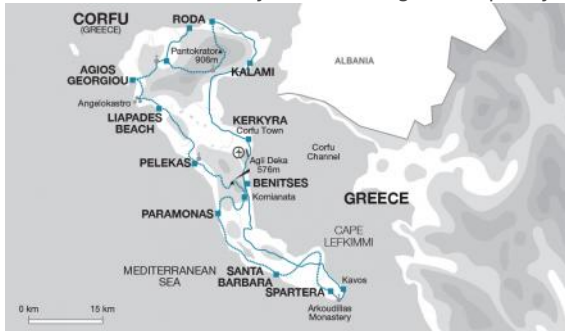 CORFU
(GREECE)
RODA
Pantokrator
906m
KALAMI
ALBANIA
AGIOS
GEORGIOU
Angelokastro
LIAPADES
BEACH
KERKYRA
Corfu Town
Corfu
Channel
Agii Deka
576m
PELEKAS
BENITSES
Komianata
GREECE
PARAMONAS
CAPE
LEFKIMMI
MEDITERRANEAN
SEA
SANTA
BARBARA
Kavos
SPARTERA
Arkoudillas
Monastery
0 km
15 km